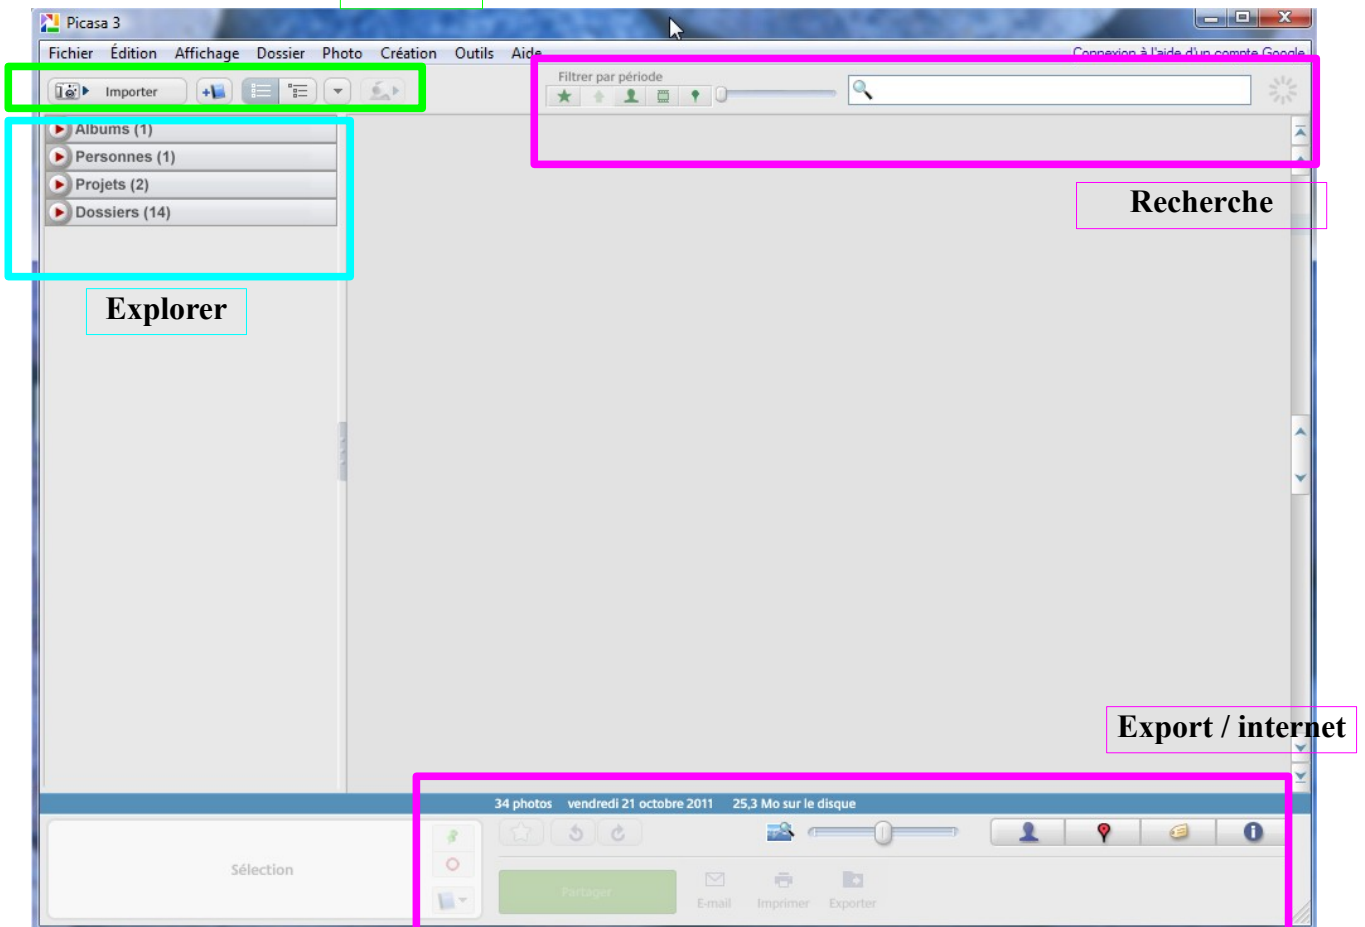 Picasa 3
Fichier Édition Affichage Dossier Photo Création Outils Aide
Connexion à l'aide d'un compte Google
Importer
Filtrer par période
Albums (1)
Personnes (1)
Projets (2)
Dossiers (14)
Recherche
Explorer
Export / internet
34 photos vendredi 21 octobre 2011 25,3 Mo sur le disque
Sélection
Partager
E-mail Imprimer Exporter